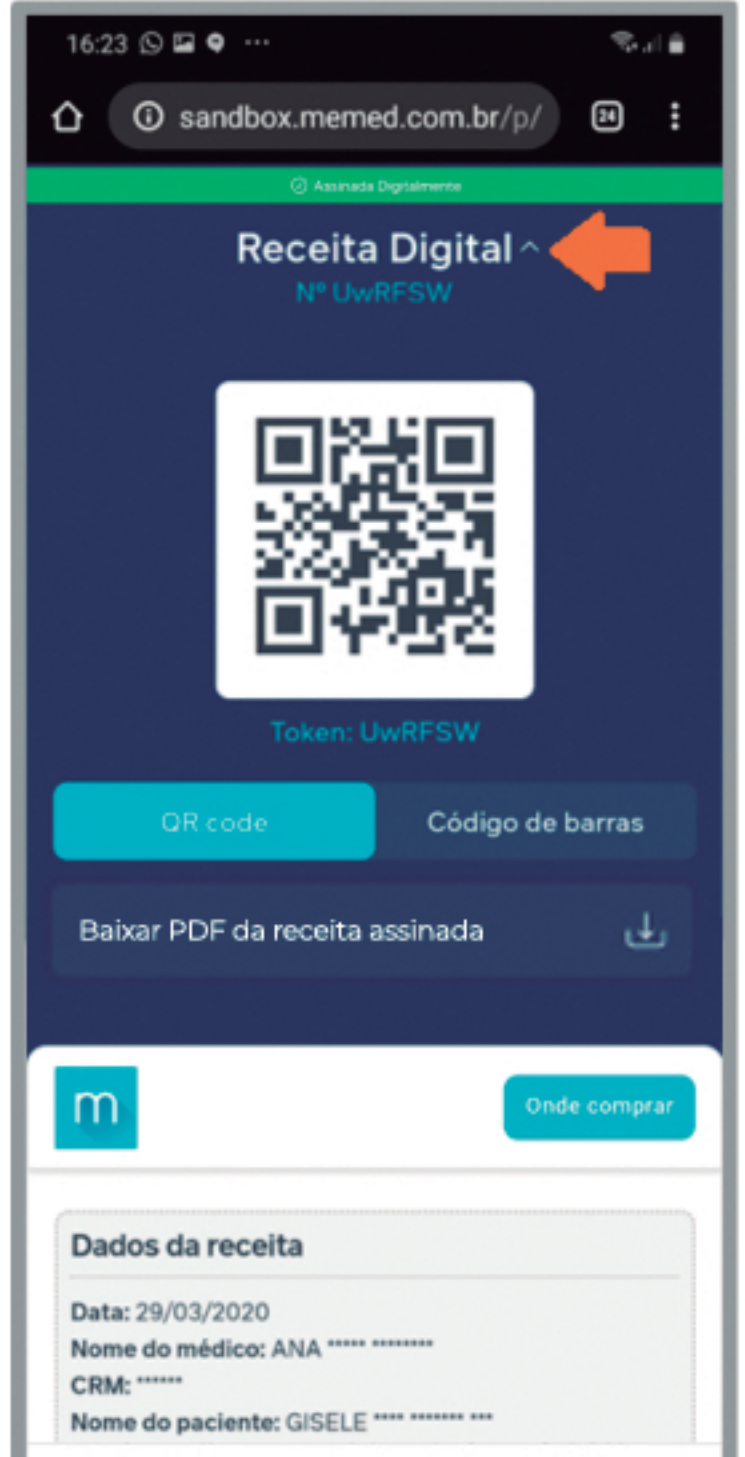 16:23
sandbox.memed.com.br/p/
24
Assinada Digitalmente
Receita Digital
Nº UwRFSW
Token: UwRFSW
QR code
Código de barras
Baixar PDF da receita assinada
m
Onde comprar
Dados da receita
Data: 29/03/2020
Nome do médico: ANA ***** ********
CRM: ******
Nome do paciente: GISELE **** ******* ***